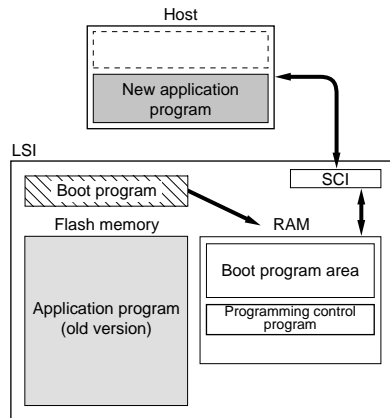 Host
New application
program
LSI
SCI
Boot program
Flash memory
RAM
Application program
(old version)
Boot program area
Programming control
program